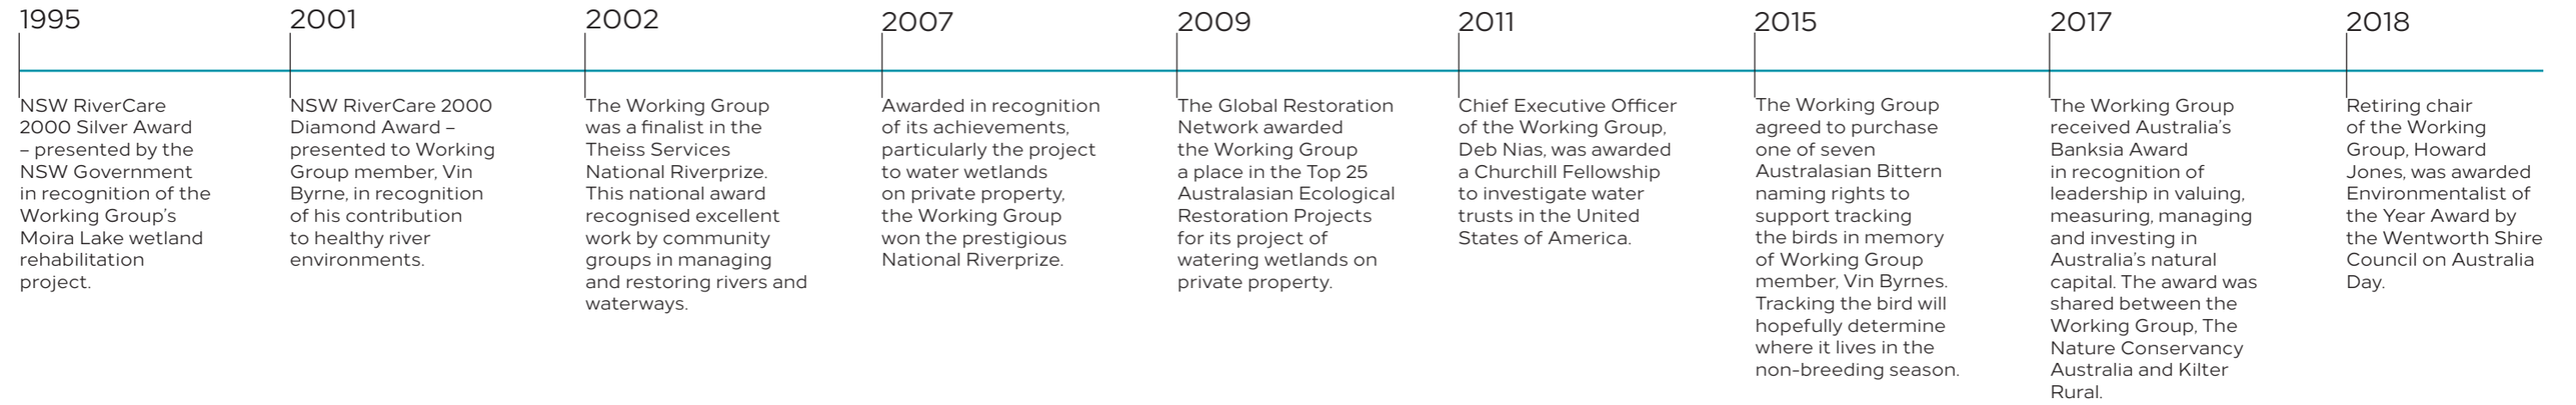 1995
NSW RiverCare
2000 Silver Award
– presented by the
NSW Government
in recognition of the
Working Group’s
Moira Lake wetland
rehabilitation
project.
2001
NSW RiverCare 2000
Diamond Award –
presented to Working
Group member, Vin
Byrne, in recognition
of his contribution
to healthy river
environments.
2002
The Working Group
was a finalist in the
Theiss Services
National Riverprize.
This national award
recognised excellent
work by community
groups in managing
and restoring rivers and
waterways.
2007
Awarded in recognition
of its achievements,
particularly the project
to water wetlands
on private property,
the Working Group
won the prestigious
National Riverprize.
2009
The Global Restoration
Network awarded
the Working Group
a place in the Top 25
Australasian Ecological
Restoration Projects
for its project of
watering wetlands on
private property.
2011
Chief Executive Officer
of the Working Group,
Deb Nias, was awarded
a Churchill Fellowship
to investigate water
trusts in the United
States of America.
2015
The Working Group
agreed to purchase
one of seven
Australasian Bittern
naming rights to
support tracking
the birds in memory
of Working Group
member, Vin Byrnes.
Tracking the bird will
hopefully determine
where it lives in the
non-breeding season.
2017
The Working Group
received Australia’s
Banksia Award
in recognition of
leadership in valuing,
measuring, managing
and investing in
Australia’s natural
capital. The award was
shared between the
Working Group, The
Nature Conservancy
Australia and Kilter
Rural.
2018
Retiring chair
of the Working
Group, Howard
Jones, was awarded
Environmentalist of
the Year Award by
the Wentworth Shire
Council on Australia
Day.